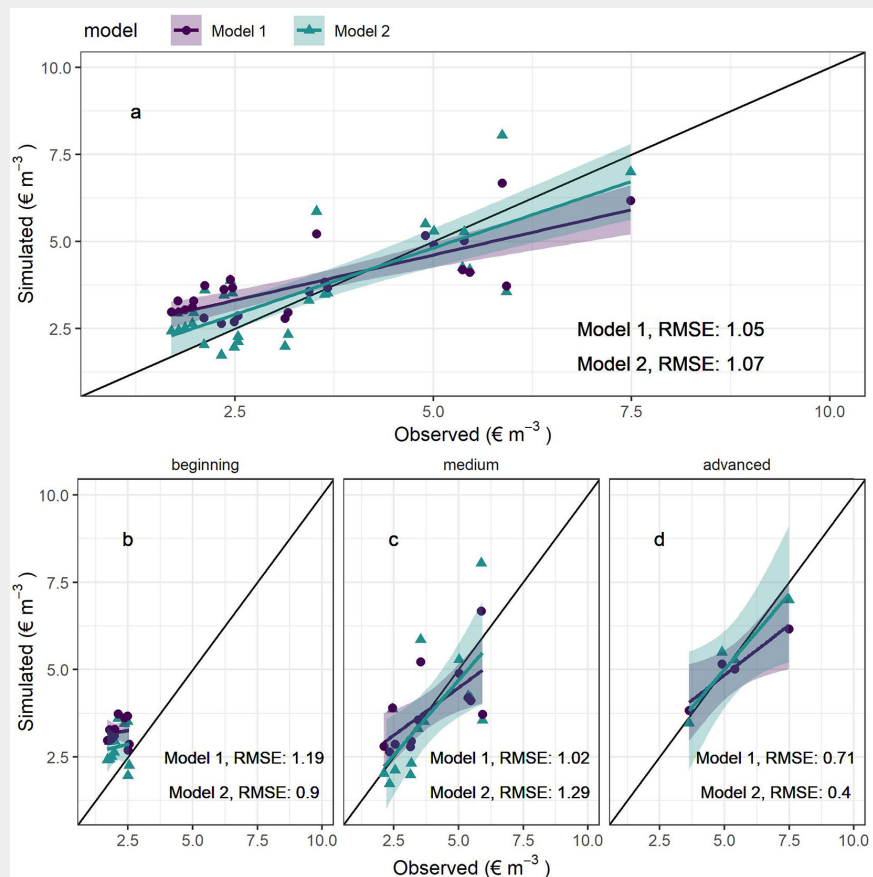 model Model 1 Model 2
10.0
a
7.5
Simulated (€ m⁻³ )
5.0
2.5
Model 1, RMSE: 1.05
Model 2, RMSE: 1.07
2.5 5.0 7.5 10.0
Observed (€ m⁻³ )
beginning medium advanced
10.0
b c d
7.5
Simulated (€ m⁻³ )
5.0
2.5
Model 1, RMSE: 1.19 Model 1, RMSE: 1.02 Model 1, RMSE: 0.71
Model 2, RMSE: 0.9 Model 2, RMSE: 1.29 Model 2, RMSE: 0.4
2.5 5.0 7.5 10.0 2.5 5.0 7.5 10.0 2.5 5.0 7.5 10.0
Observed (€ m⁻³ )